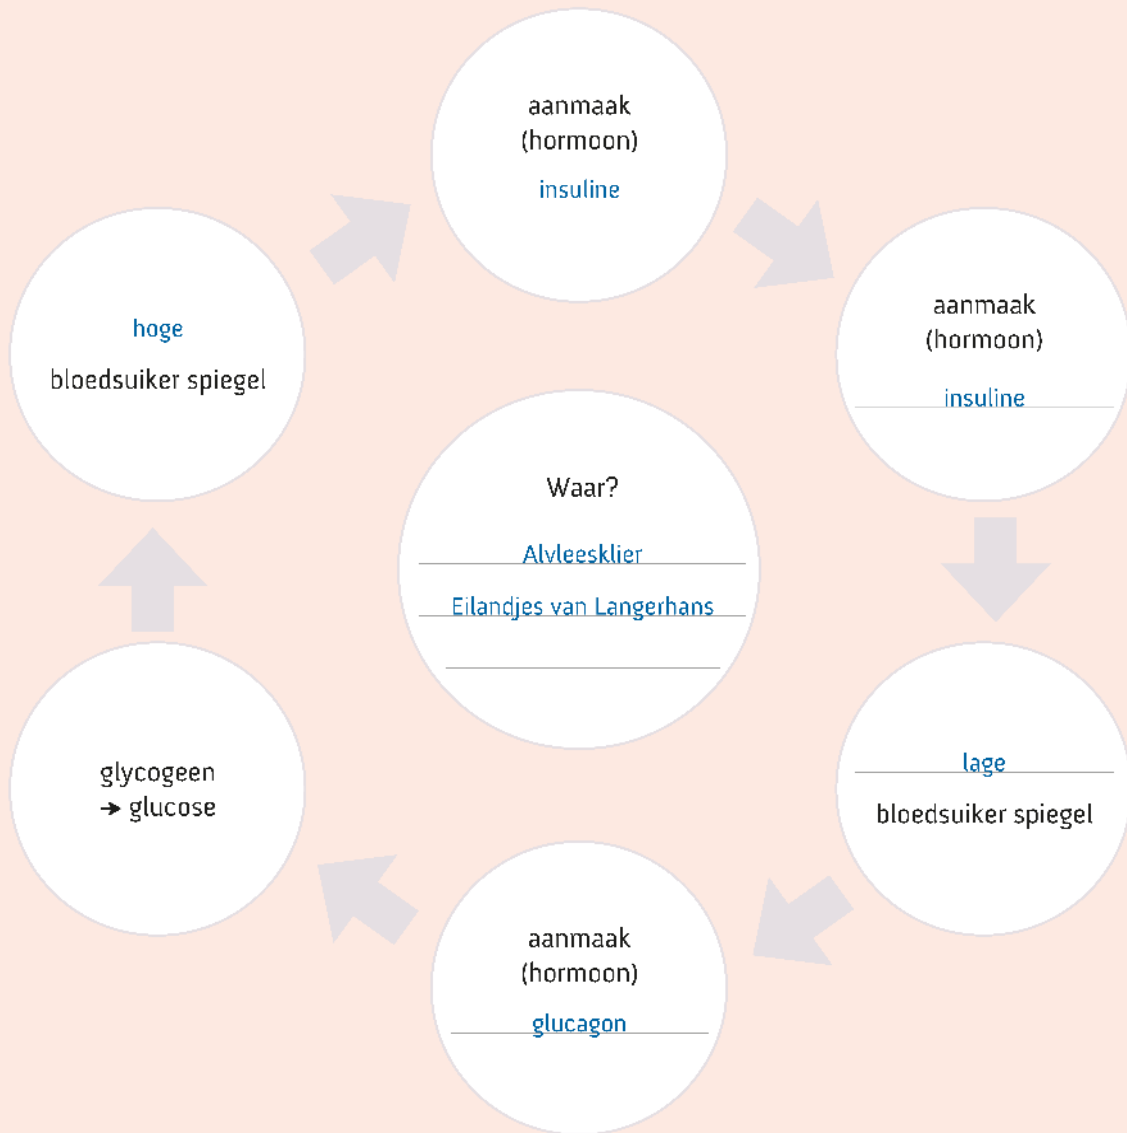 aanmaak
(hormoon)
insuline
aanmaak
(hormoon)
insuline
hoge
bloedsuiker spiegel
Waar?
Alvleesklier
Eilandjes van Langerhans
lage
bloedsuiker spiegel
glycogeen
→ glucose
aanmaak
(hormoon)
glucagon